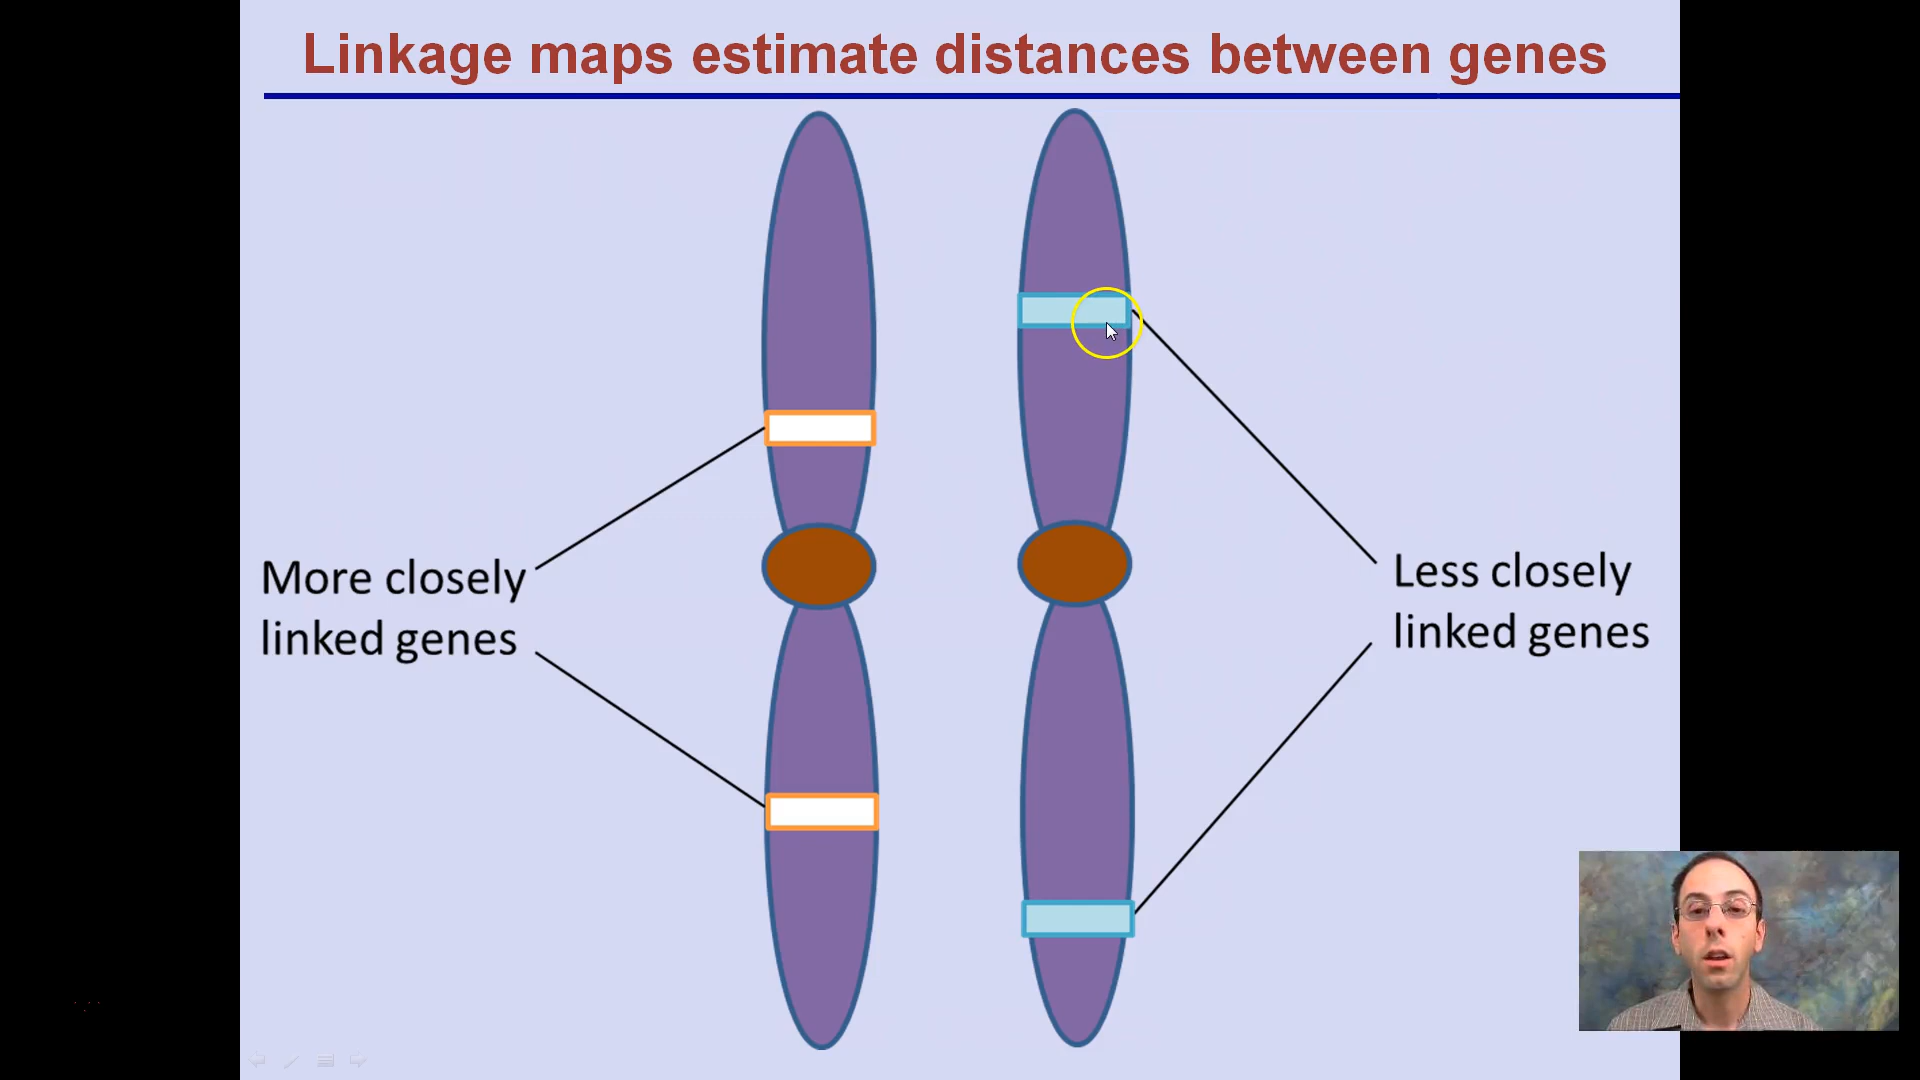 Linkage maps estimate distances between genes
More closely
linked genes
Less closely
linked genes